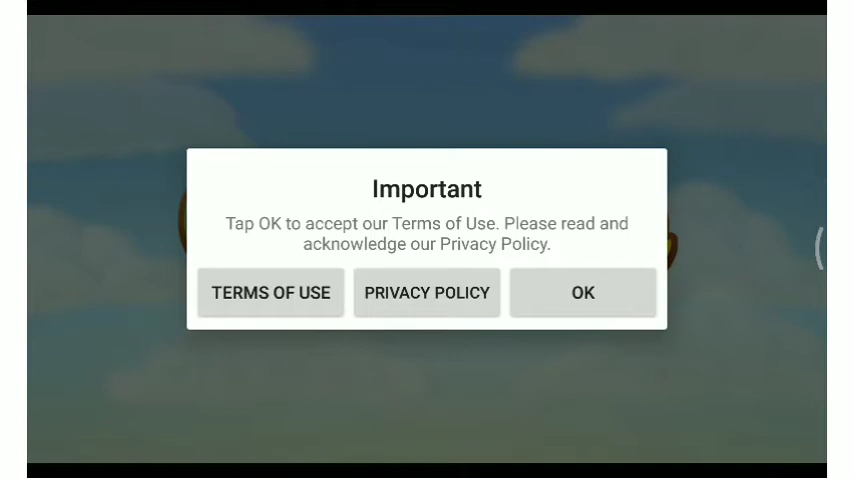 Important
Tap OK to accept our Terms of Use. Please read and
acknowledge our Privacy Policy.
TERMS OF USE
PRIVACY POLICY
OK